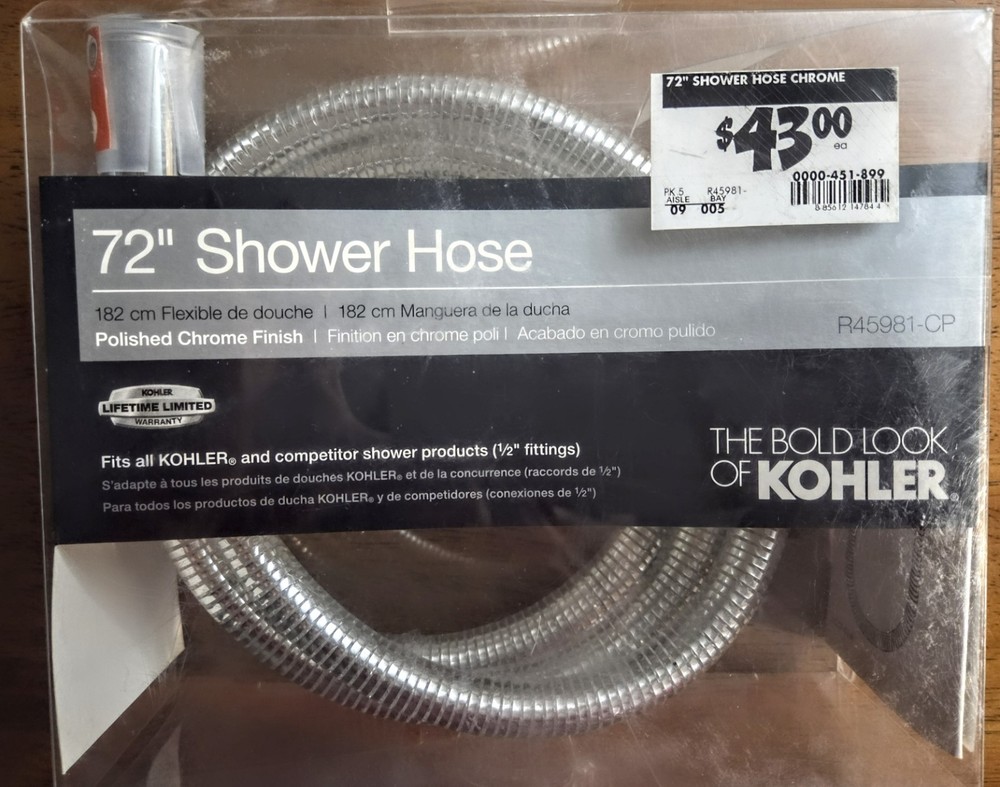 72" SHOWER HOSE CHROME
$43.00
ea
0000-451-899
PK 5 R45981-
AISLE BAY
09 005
8 85612 14784 4
72" Shower Hose
182 cm Flexible de douche | 182 cm Manguera de la ducha
Polished Chrome Finish | Finition en chrome poli | Acabado en cromo pulido
R45981-CP
KOHLER
LIFETIME LIMITED
WARRANTY
Fits all KOHLER® and competitor shower products (½" fittings)
S'adapte à tous les produits de douches KOHLER® et de la concurrence (raccords de ½")
Para todos los productos de ducha KOHLER® y de competidores (conexiones de ½")
THE BOLD LOOK
OF KOHLER®